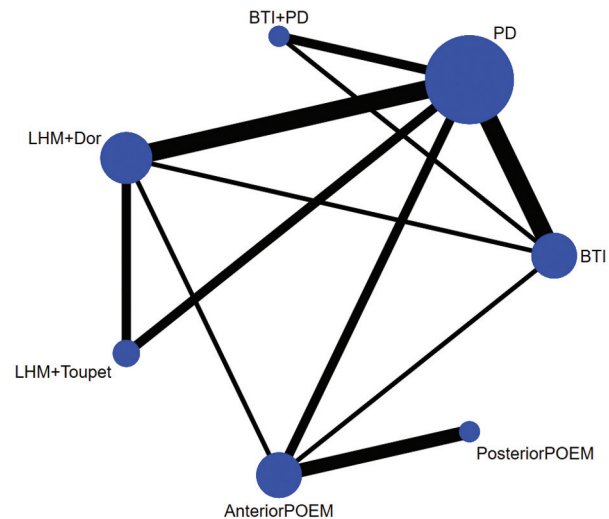 BTI+PD
PD
LHM+Dor
BTI
LHM+Toupet
PosteriorPOEM
AnteriorPOEM